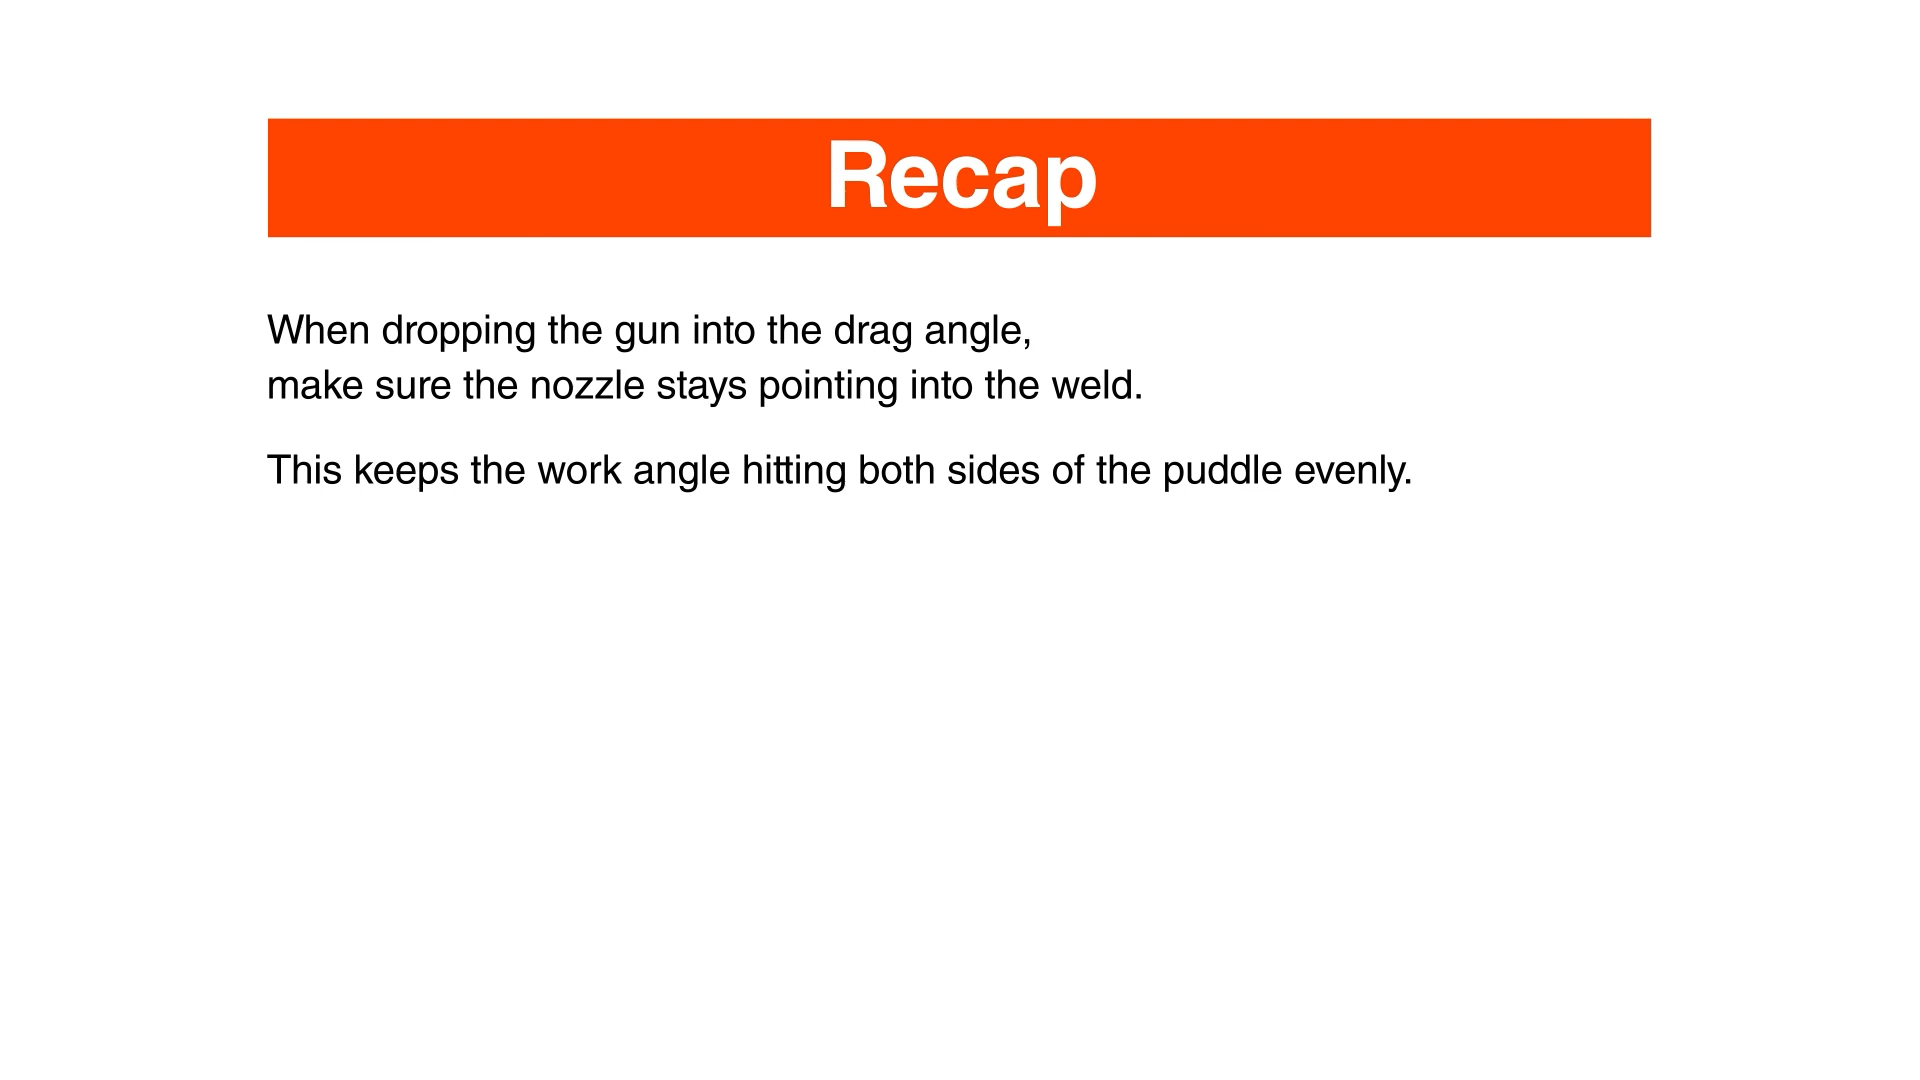 Recap
When dropping the gun into the drag angle,
make sure the nozzle stays pointing into the weld.
This keeps the work angle hitting both sides of the puddle evenly.